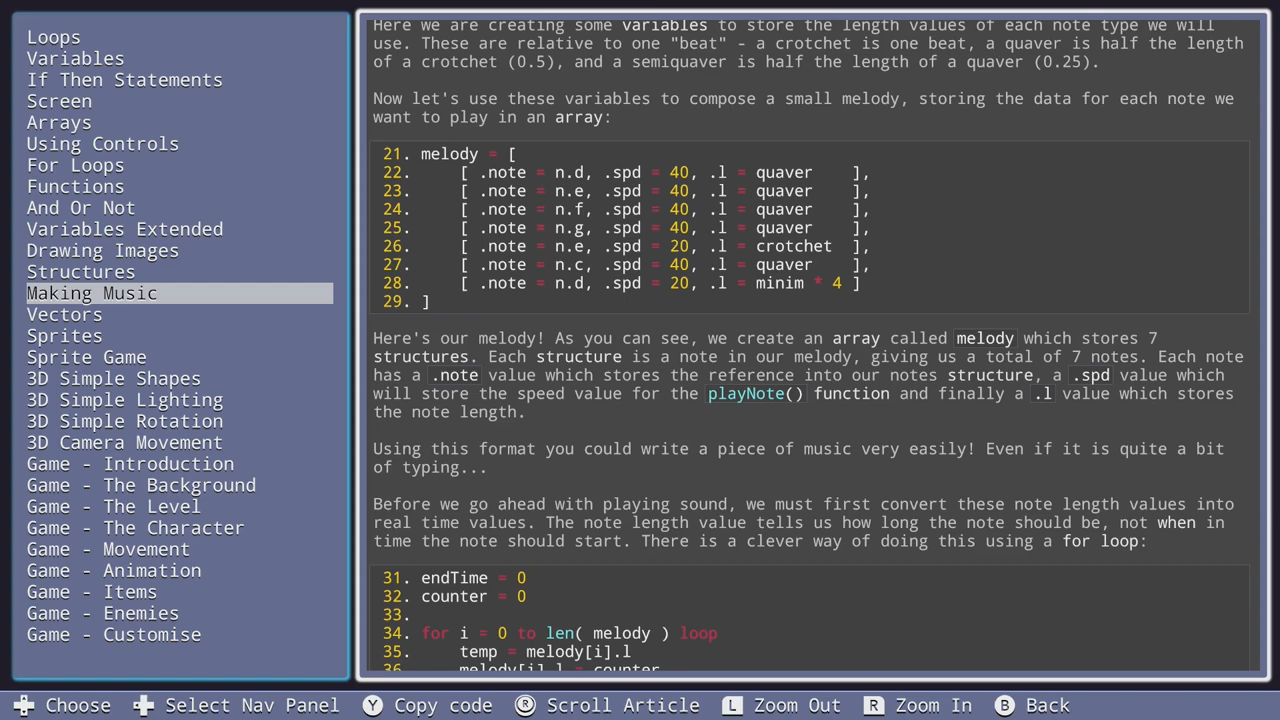 Loops
Variables
If Then Statements
Screen
Arrays
Using Controls
For Loops
Functions
And Or Not
Variables Extended
Drawing Images
Structures
Making Music
Vectors
Sprites
Sprite Game
3D Simple Shapes
3D Simple Lighting
3D Simple Rotation
3D Camera Movement
Game - Introduction
Game - The Background
Game - The Level
Game - The Character
Game - Movement
Game - Animation
Game - Items
Game - Enemies
Game - Customise
Here we are creating some variables to store the length values of each note type we will
use. These are relative to one "beat" - a crotchet is one beat, a quaver is half the length
of a crotchet (0.5), and a semiquaver is half the length of a quaver (0.25).
Now let's use these variables to compose a small melody, storing the data for each note we
want to play in an array:
21. melody = [
22.     [ .note = n.d, .spd = 40, .l = quaver    ],
23.     [ .note = n.e, .spd = 40, .l = quaver    ],
24.     [ .note = n.f, .spd = 40, .l = quaver    ],
25.     [ .note = n.g, .spd = 40, .l = quaver    ],
26.     [ .note = n.e, .spd = 20, .l = crotchet  ],
27.     [ .note = n.c, .spd = 40, .l = quaver    ],
28.     [ .note = n.d, .spd = 20, .l = minim * 4 ]
29. ]
Here's our melody! As you can see, we create an array called melody which stores 7
structures. Each structure is a note in our melody, giving us a total of 7 notes. Each note
has a .note value which stores the reference into our notes structure, a .spd value which
will store the speed value for the playNote() function and finally a .l value which stores
the note length.
Using this format you could write a piece of music very easily! Even if it is quite a bit
of typing...
Before we go ahead with playing sound, we must first convert these note length values into
real time values. The note length value tells us how long the note should be, not when in
time the note should start. There is a clever way of doing this using a for loop:
31. endTime = 0
32. counter = 0
33.
34. for i = 0 to len( melody ) loop
35.     temp = melody[i].l
36.     melody[i].l = counter
Choose
Select Nav Panel
Y Copy code
R Scroll Article
L Zoom Out
R Zoom In
B Back